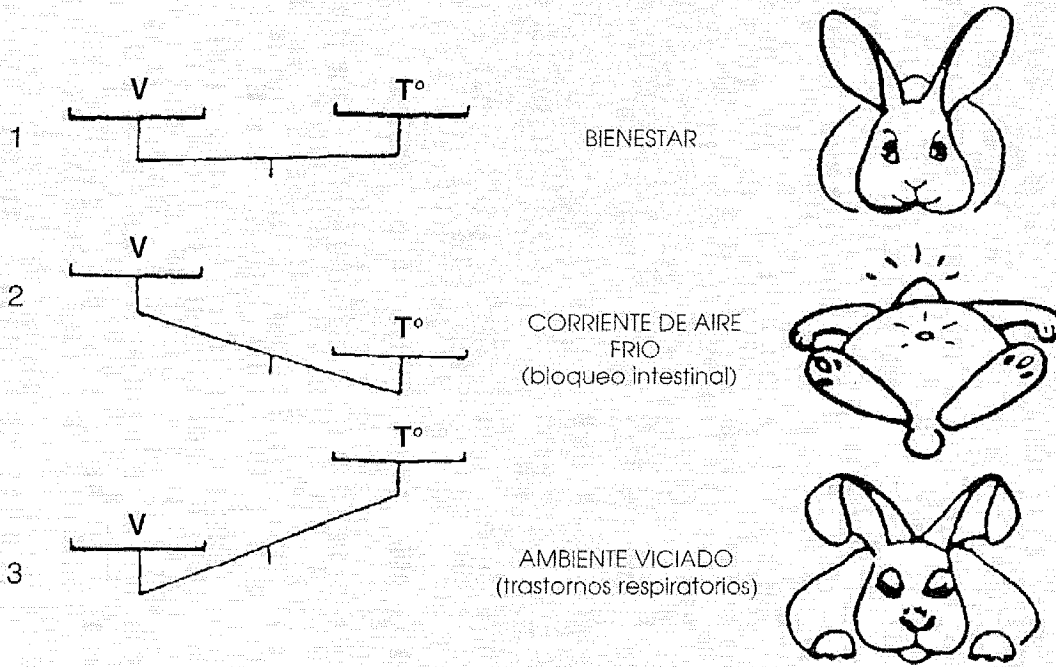 V
T°
1
BIENESTAR
V
2
T°
CORRIENTE DE AIRE
FRIO
(bloqueo intestinal)
T°
V
3
AMBIENTE VICIADO
(trastornos respiratorios)